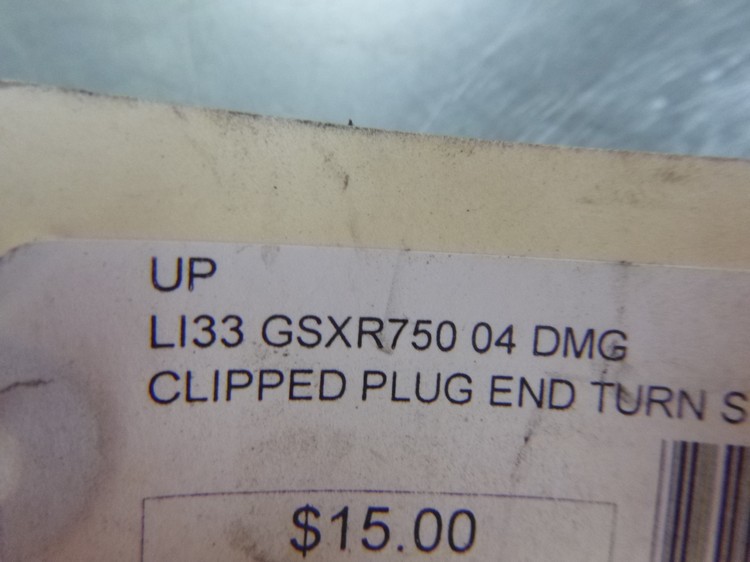 UP
LI33 GSXR750 04 DMG
CLIPPED PLUG END TURN S
$15.00